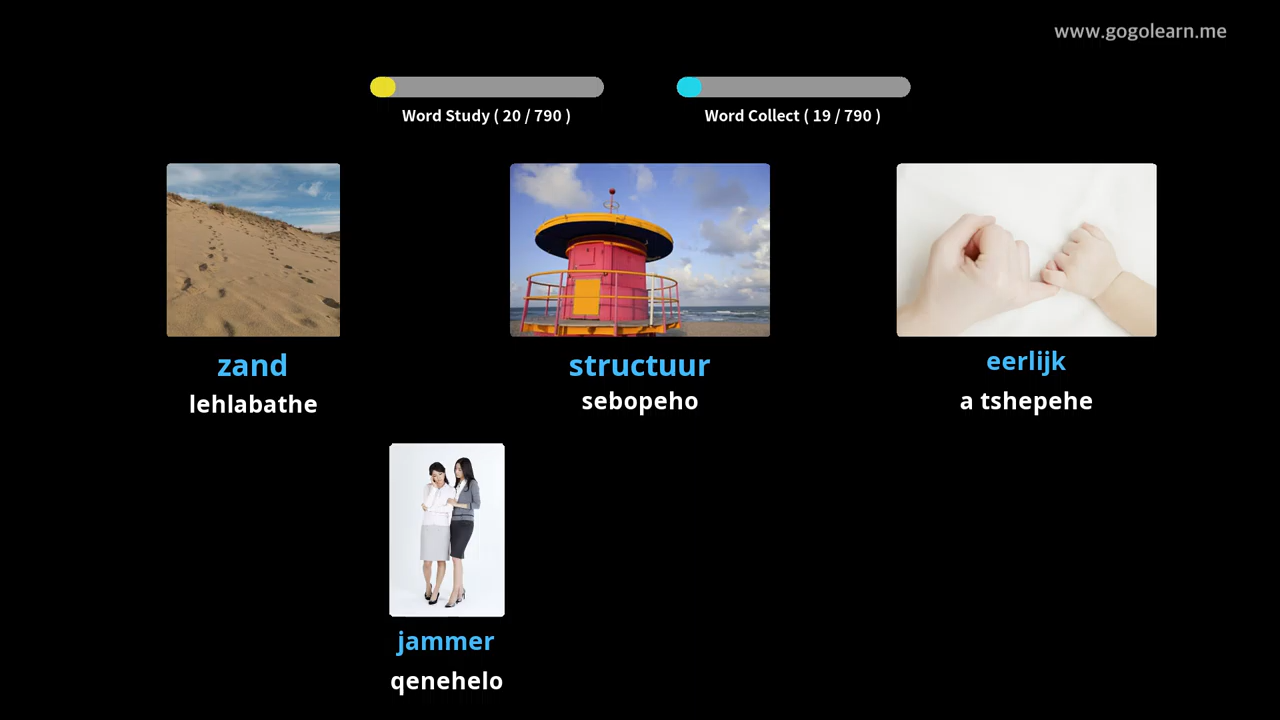 www.gogolearn.me
Word Study ( 20 / 790 )
Word Collect ( 19 / 790 )
zand
structuur
eerlijk
lehlabathe
sebopeho
a tshepehe
jammer
qenehelo